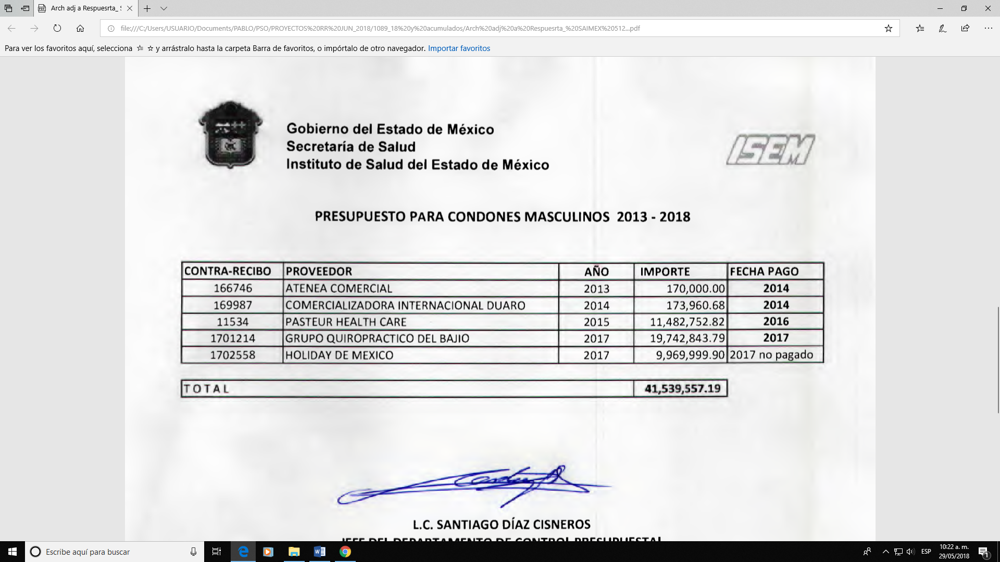 Arch adj a Respuesrta_ S
file:///C:/Users/USUARIO/Documents/PABLO/PSO/PROYECTOS%20RR%20JUN_2018/1089_18%20y%20acumulados/Arch%20adj%20a%20Respuesrta_%20SAIMEX%20512...pdf
Para ver los favoritos aquí, selecciona y arrástralo hasta la carpeta Barra de favoritos, o impórtalo de otro navegador. Importar favoritos
Gobierno del Estado de México
Secretaría de Salud
Instituto de Salud del Estado de México
ISEM
PRESUPUESTO PARA CONDONES MASCULINOS 2013 - 2018
CONTRA-RECIBO PROVEEDOR AÑO IMPORTE FECHA PAGO
166746 ATENEA COMERCIAL 2013 170,000.00 2014
169987 COMERCIALIZADORA INTERNACIONAL DUARO 2014 173,960.68 2014
11534 PASTEUR HEALTH CARE 2015 11,482,752.82 2016
1701214 GRUPO QUIROPRACTICO DEL BAJIO 2017 19,742,843.79 2017
1702558 HOLIDAY DE MEXICO 2017 9,969,999.90 2017 no pagado
T O T A L 41,539,557.19
L.C. SANTIAGO DÍAZ CISNEROS
JEFE DEL DEPARTAMENTO DE CONTROL PRESUPUESTAL
Escribe aquí para buscar
ESP
10:22 a. m.
29/05/2018
1